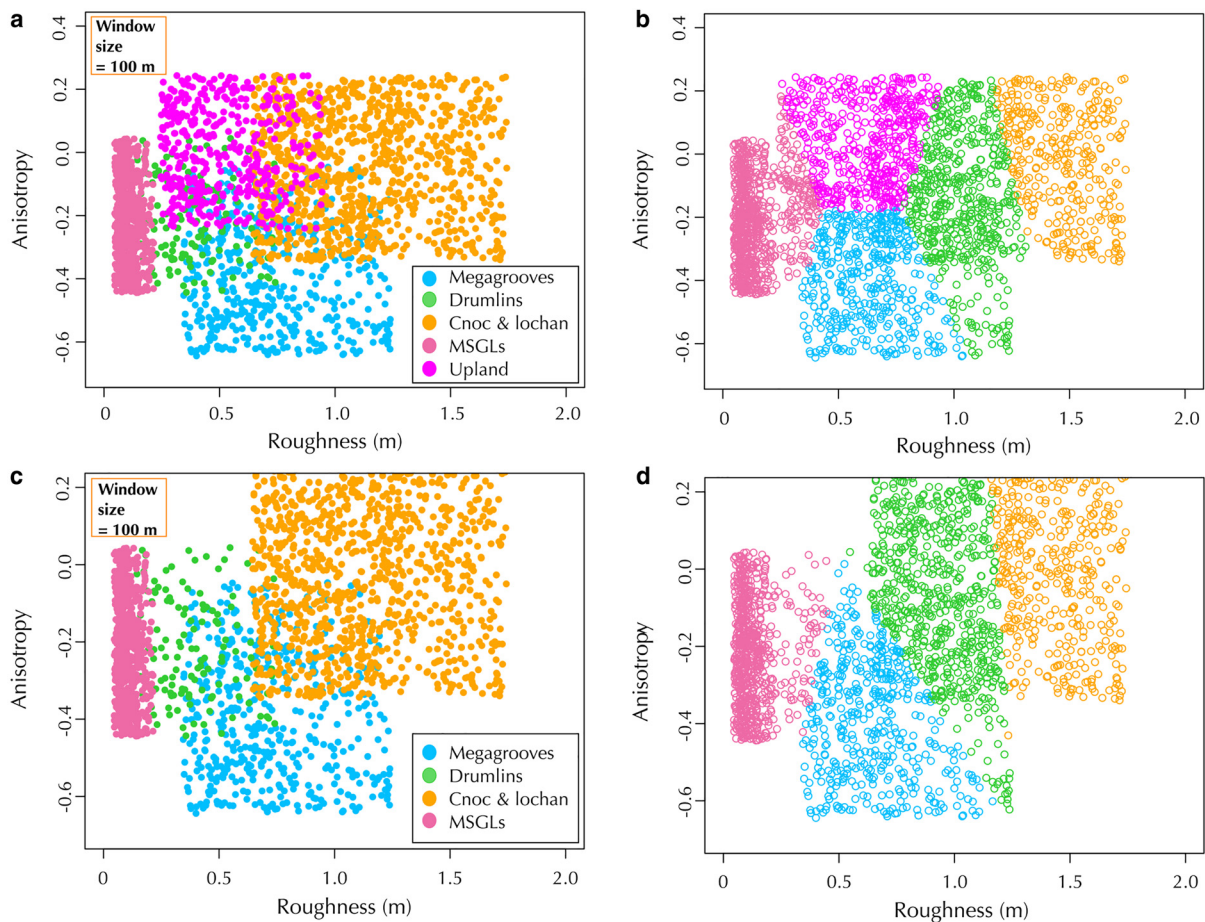 a
Window
size
= 100 m
0.4
0.2
0.0
-0.2
-0.4
-0.6
Anisotropy
Megagrooves
Drumlins
Cnoc & lochan
MSGLs
Upland
0 0.5 1.0 1.5 2.0
Roughness (m)
b
0.4
0.2
0.0
-0.2
-0.4
-0.6
Anisotropy
0 0.5 1.0 1.5 2.0
Roughness (m)
c
Window
size
= 100 m
0.2
0.0
-0.2
-0.4
-0.6
Anisotropy
Megagrooves
Drumlins
Cnoc & lochan
MSGLs
0 0.5 1.0 1.5 2.0
Roughness (m)
d
0.2
0.0
-0.2
-0.4
-0.6
Anisotropy
0 0.5 1.0 1.5 2.0
Roughness (m)